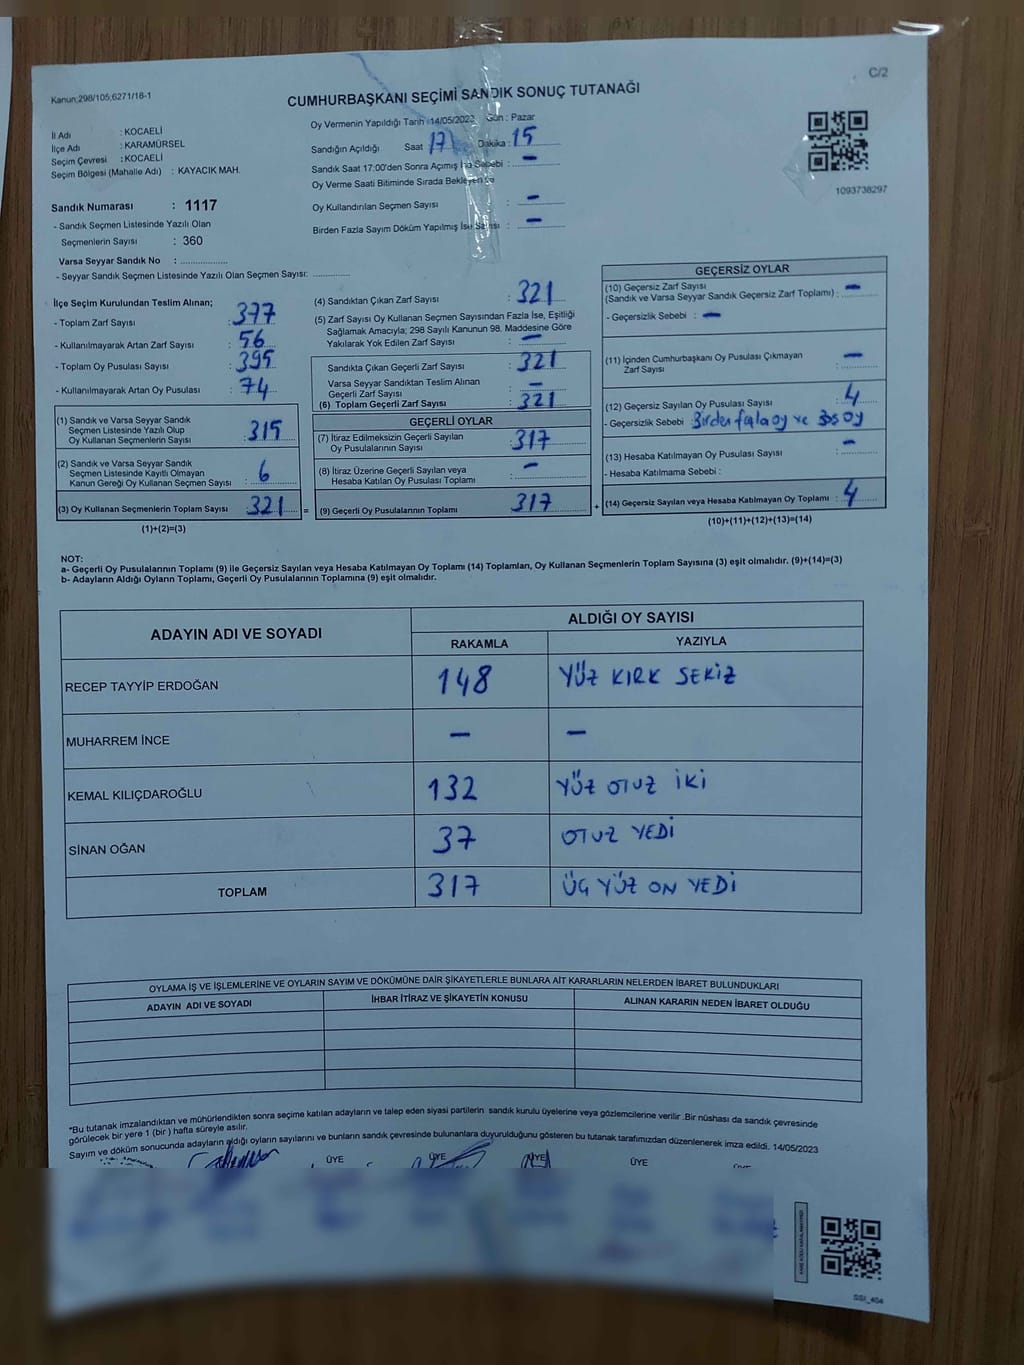 C/2
Kanun;298/105;6271/18-1
CUMHURBAŞKANI SEÇİMİ SANDIK SONUÇ TUTANAĞI
İl Adı : KOCAELİ
İlçe Adı : KARAMÜRSEL
Seçim Çevresi : KOCAELİ
Seçim Bölgesi (Mahalle Adı) : KAYACIK MAH.
Oy Vermenin Yapıldığı Tarih :14/05/2023 Gün : Pazar
Sandığın Açıldığı Saat 17 Dakika : 15
Sandık Saat 17:00'den Sonra Açımış İse Sebebi : -
Oy Verme Saati Bitiminde Sırada Bekleyen
Oy Kullandırılan Seçmen Sayısı -
Birden Fazla Sayım Döküm Yapılmış İse Sayısı : -
1093738297
Sandık Numarası : 1117
- Sandık Seçmen Listesinde Yazılı Olan
Seçmenlerin Sayısı : 360
Varsa Seyyar Sandık No : ....................
- Seyyar Sandık Seçmen Listesinde Yazılı Olan Seçmen Sayısı: ................
İlçe Seçim Kurulundan Teslim Alınan;
- Toplam Zarf Sayısı : 377
- Kullanılmayarak Artan Zarf Sayısı : 56
- Toplam Oy Pusulası Sayısı : 395
- Kullanılmayarak Artan Oy Pusulası : 74
(1) Sandık ve Varsa Seyyar Sandık
Seçmen Listesinde Yazılı Olup
Oy Kullanan Seçmenlerin Sayısı : 315
(2) Sandık ve Varsa Seyyar Sandık
Seçmen Listesinde Kayıtlı Olmayan
Kanun Gereği Oy Kullanan Seçmen Sayısı : 6
(3) Oy Kullanan Seçmenlerin Toplam Sayısı : 321 =
(1)+(2)=(3)
(4) Sandıktan Çıkan Zarf Sayısı : 321
(5) Zarf Sayısı Oy Kullanan Seçmen Sayısından Fazla İse, Eşitliği
Sağlamak Amacıyla; 298 Sayılı Kanunun 98. Maddesine Göre
Yakılarak Yok Edilen Zarf Sayısı : -
Sandıkta Çıkan Geçerli Zarf Sayısı : 321
Varsa Seyyar Sandıktan Teslim Alınan
Geçerli Zarf Sayısı : -
(6) Toplam Geçerli Zarf Sayısı : 321
GEÇERLİ OYLAR
(7) İtiraz Edilmeksizin Geçerli Sayılan
Oy Pusulalarının Sayısı : 317
(8) İtiraz Üzerine Geçerli Sayılan veya
Hesaba Katılan Oy Pusulası Toplamı : -
(9) Geçerli Oy Pusulalarının Toplamı : 317 +
GEÇERSİZ OYLAR
(10) Geçersiz Zarf Sayısı
(Sandık ve Varsa Seyyar Sandık Geçersiz Zarf Toplamı) : -
- Geçersizlik Sebebi : -
(11) İçinden Cumhurbaşkanı Oy Pusulası Çıkmayan
Zarf Sayısı : -
(12) Geçersiz Sayılan Oy Pusulası Sayısı : 4
- Geçersizlik Sebebi : Birden fazla oy ve Boş oy
(13) Hesaba Katılmayan Oy Pusulası Sayısı : -
- Hesaba Katılmama Sebebi :
(14) Geçersiz Sayılan veya Hesaba Katılmayan Oy Toplamı : 4
(10)+(11)+(12)+(13)=(14)
NOT:
a- Geçerli Oy Pusulalarının Toplamı (9) ile Geçersiz Sayılan veya Hesaba Katılmayan Oy Toplamı (14) Toplamları, Oy Kullanan Seçmenlerin Toplam Sayısına (3) eşit olmalıdır. (9)+(14)=(3)
b- Adayların Aldığı Oyların Toplamı, Geçerli Oy Pusulalarının Toplamına (9) eşit olmalıdır.
ADAYIN ADI VE SOYADI ALDIĞI OY SAYISI
RAKAMLA YAZIYLA
RECEP TAYYİP ERDOĞAN 148 YÜZ KIRK SEKİZ
MUHARREM İNCE - -
KEMAL KILIÇDAROĞLU 132 YÜZ OTUZ İKİ
SİNAN OĞAN 37 OTUZ YEDİ
TOPLAM 317 ÜÇ YÜZ ON YEDİ
OYLAMA İŞ VE İŞLEMLERİNE VE OYLARIN SAYIM VE DÖKÜMÜNE DAİR ŞİKAYETLERLE BUNLARA AİT KARARLARIN NELERDEN İBARET BULUNDUKLARI
ADAYIN ADI VE SOYADI İHBAR İTİRAZ VE ŞİKAYETİN KONUSU ALINAN KARARIN NEDEN İBARET OLDUĞU
*Bu tutanak imzalandıktan ve mühürlendikten sonra seçime katılan adayların ve talep eden siyasi partilerin sandık kurulu üyelerine veya gözlemcilerine verilir .Bir nüshası da sandık çevresinde
görülecek bir yere 1 (bir ) hafta süreyle asılır.
Sayım ve döküm sonucunda adayların aldığı oyların sayılarını ve bunların sandık çevresinde bulunanlara duyurulduğunu gösteren bu tutanak tarafımızdan düzenlenerek imza edildi. 14/05/2023
ÜYE ÜYE ÜYE ÜYE